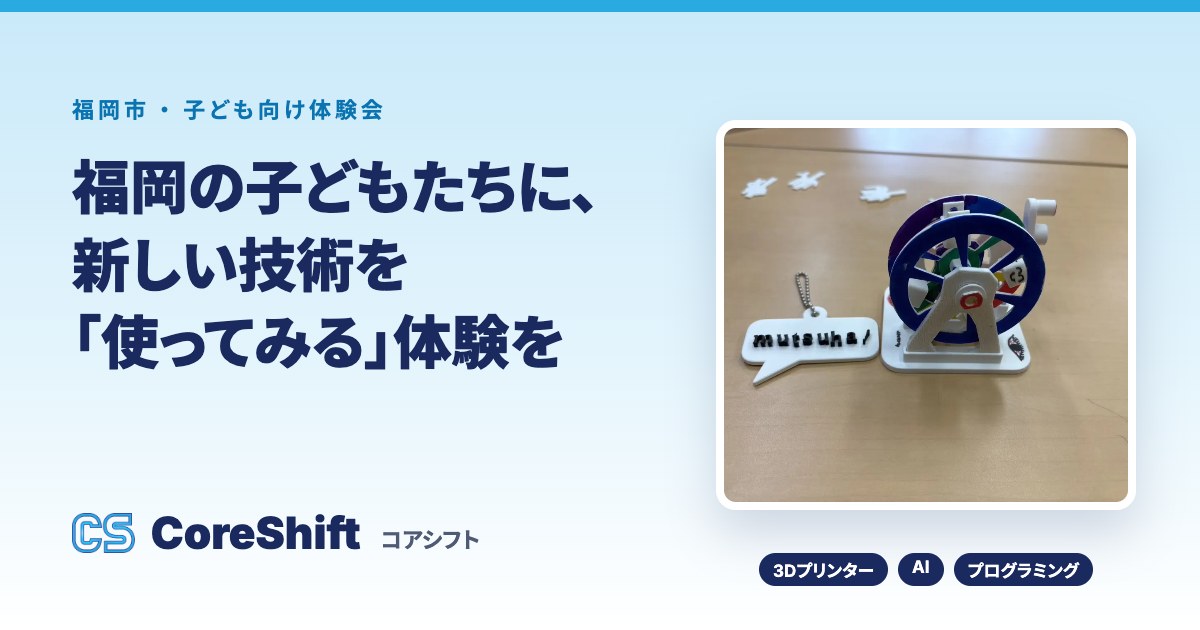 福岡市・子ども向け体験会
福岡の子どもたちに、
新しい技術を
「使ってみる」体験を
mutsuha
CS CoreShift コアシフト
3Dプリンター AI プログラミング